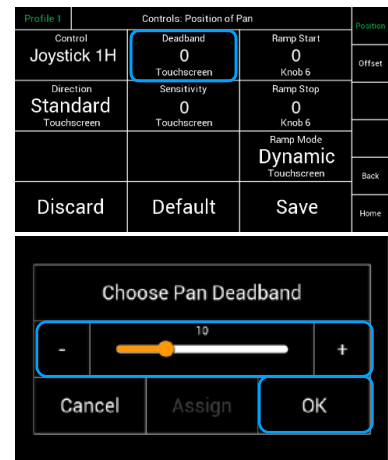 Profile 1
Controls: Position of Pan
Position
Control
Joystick 1H
Deadband
0
Touchscreen
Ramp Start
0
Knob 6
Offset
Direction
Standard
Touchscreen
Sensitivity
0
Touchscreen
Ramp Stop
0
Knob 6
Ramp Mode
Dynamic
Touchscreen
Back
Discard
Default
Save
Home
Choose Pan Deadband
10
-
+
Cancel
Assign
OK